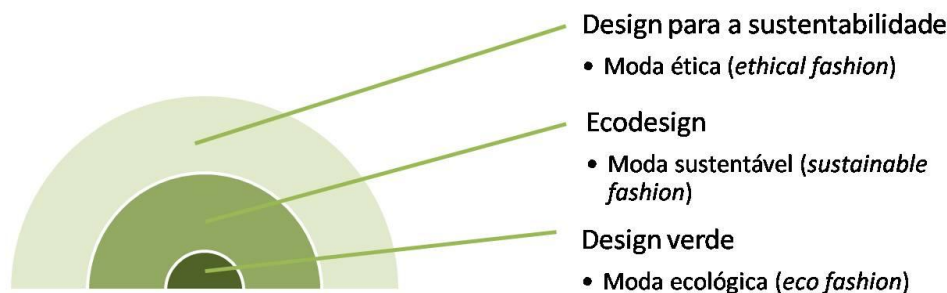 Design para a sustentabilidade
• Moda ética (ethical fashion)
Ecodesign
• Moda sustentável (sustainable
fashion)
Design verde
• Moda ecológica (eco fashion)